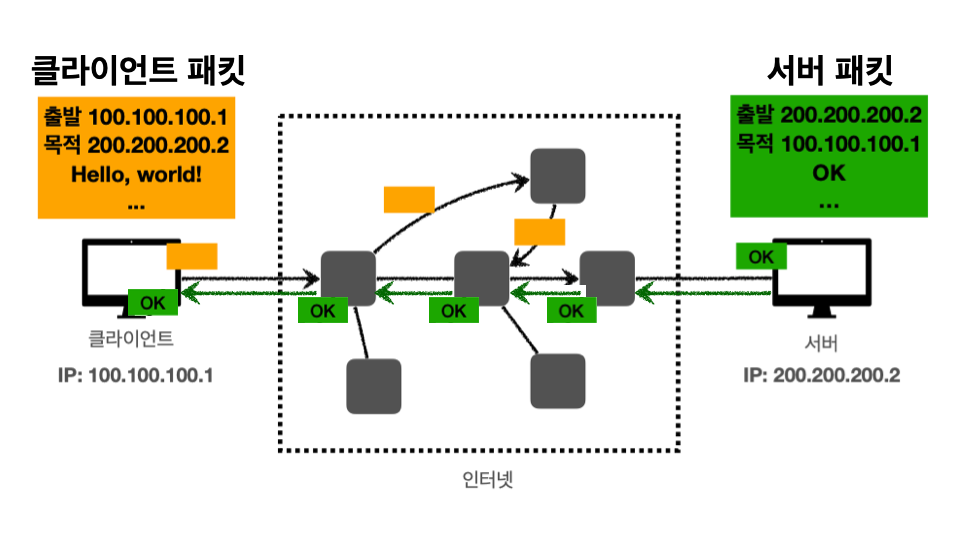 클라이언트 패킷
출발 100.100.100.1
목적 200.200.200.2
Hello, world!
...
서버 패킷
출발 200.200.200.2
목적 100.100.100.1
OK
...
OK
OK
OK
OK
OK
클라이언트
IP: 100.100.100.1
서버
IP: 200.200.200.2
인터넷